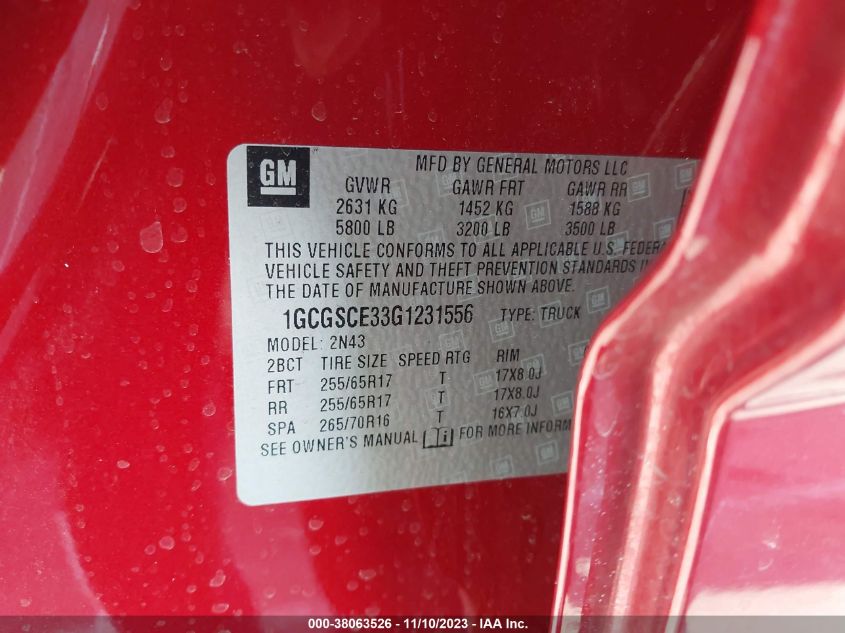 GM
MFD BY GENERAL MOTORS LLC
GVWR GAWR FRT GAWR RR
2631 KG 1452 KG 1588 KG
5800 LB 3200 LB 3500 LB
THIS VEHICLE CONFORMS TO ALL APPLICABLE U.S. FEDERA
VEHICLE SAFETY AND THEFT PREVENTION STANDARDS I
THE DATE OF MANUFACTURE SHOWN ABOVE.
1GCGSCE33G1231556 TYPE: TRUCK
MODEL: 2N43
2BCT TIRE SIZE SPEED RTG RIM
FRT 255/65R17 T 17X8.0J
RR 255/65R17 T 17X8.0J
SPA 265/70R16 T 16X7.0J
SEE OWNER'S MANUAL FOR MORE INFORM
000-38063526 - 11/10/2023 - IAA Inc.